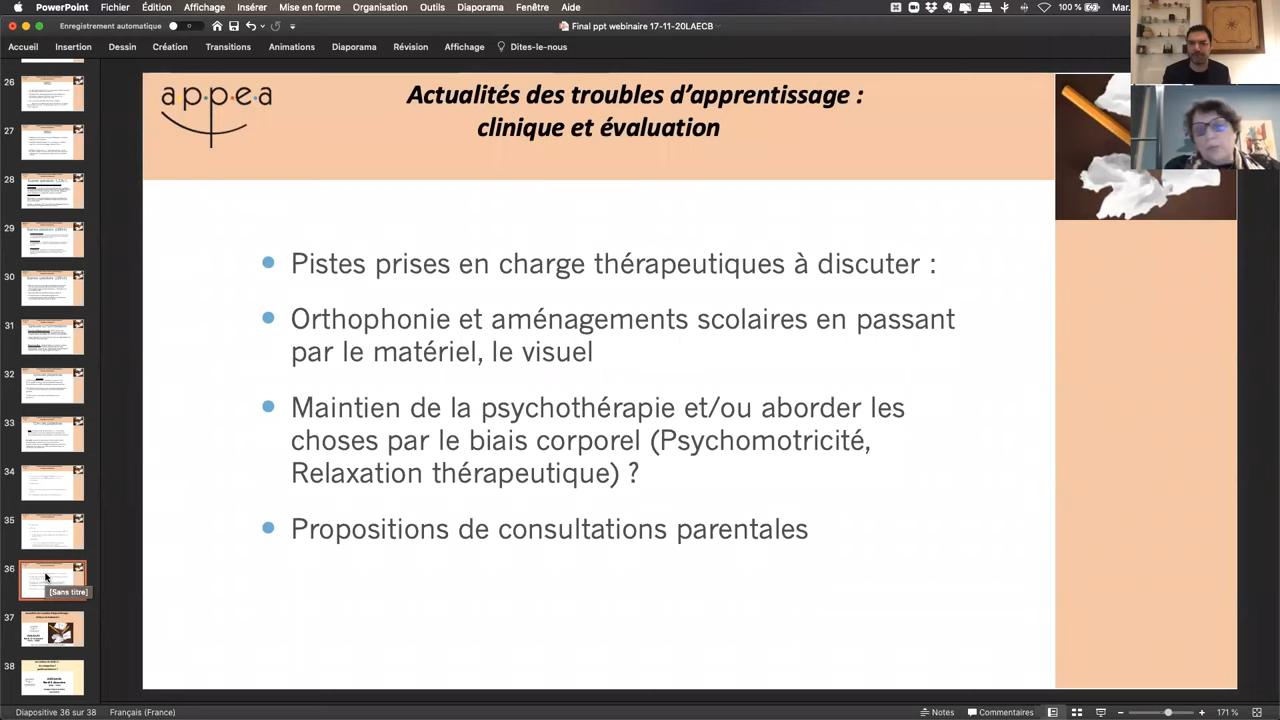 PowerPoint Fichier Édition Affichage Insérer Mise en forme Organisation Outils Diaporama Fenêtre Aide 100 % Mar.
Enregistrement automatique Final ppt webinaire 17-11-20LAECB
Accueil Insertion Dessin Création Transitions Animations Diaporama Révision Affichage Dites-le-nous
appea
Actualités des troubles d'apprentissage :
clinique et évaluation
Pistes prises en charge thérapeutiques à discuter :
Orthophonie et aménagements scolaires en passant
par le matériel, le visuel
Maintien de la psychothérapie et/ou aborder les
choses par le biais corporel (Psychomotricité,
Relaxation thérapeutique) ?
Propositions de consultations parentales
26
27
28
29
30
31
32
33
34
35
36
[Sans titre]
37
38
Diapositive 36 sur 38 Français (France) Notes Commentaires 171 %